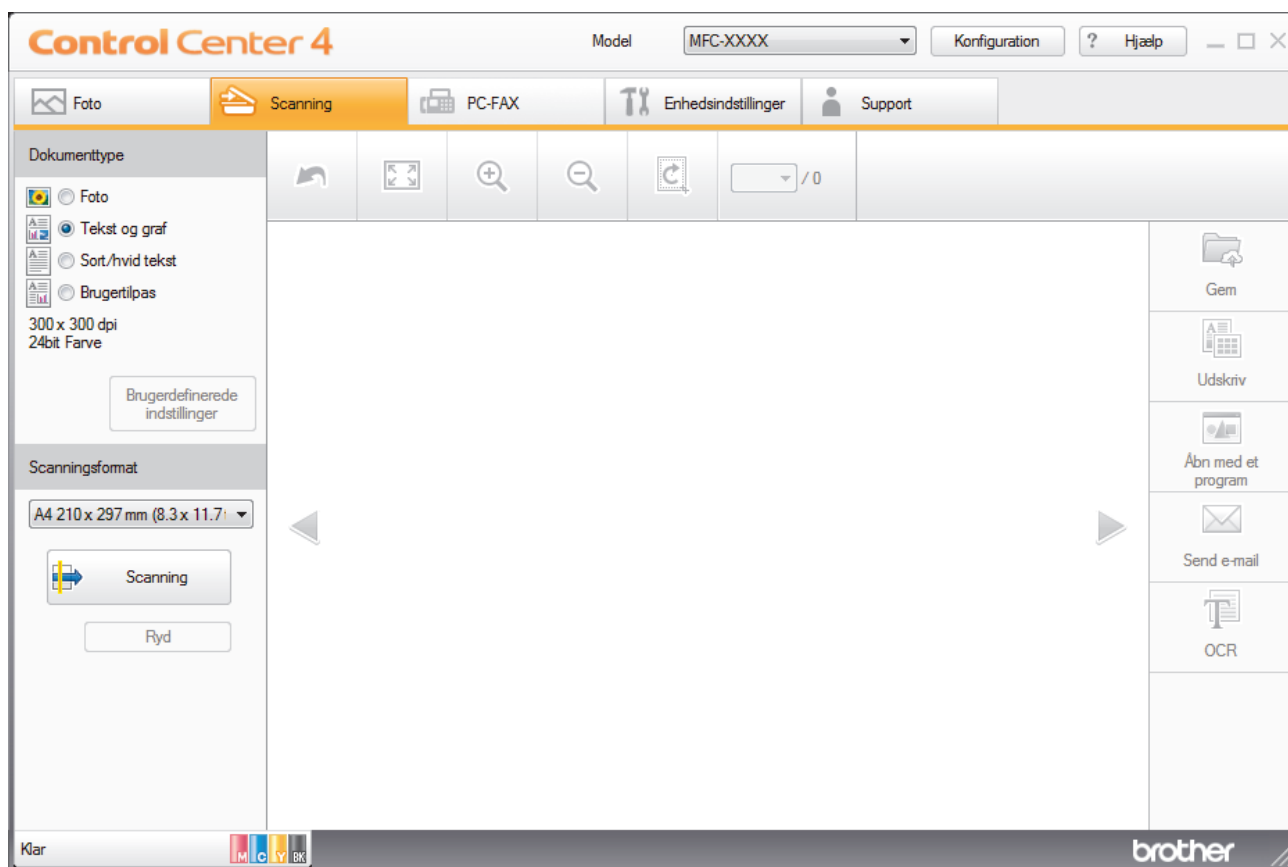 Control Center 4
Model
MFC-XXXX
Konfiguration
? Hjælp
Foto
Scanning
PC-FAX
Enhedsindstillinger
Support
Dokumenttype
Foto
Tekst og graf
Sort/hvid tekst
Brugertilpas
300 x 300 dpi
24bit Farve
Brugerdefinerede
indstillinger
Scanningsformat
A4 210 x 297 mm (8.3 x 11.7
Scanning
Ryd
/ 0
Gem
Udskriv
Åbn med et
program
Send e-mail
OCR
Klar
M C Y BK
brother